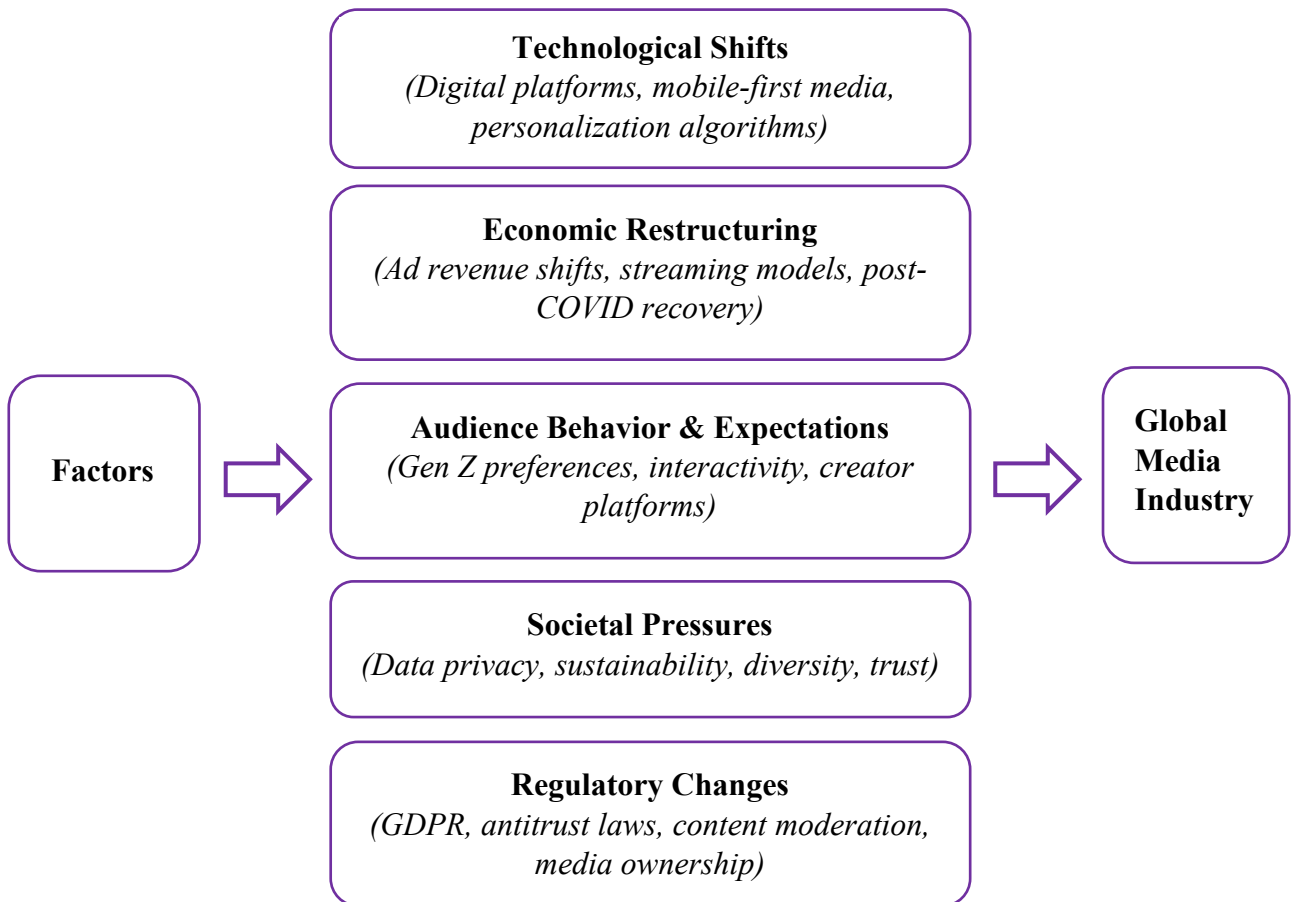 Technological Shifts
(Digital platforms, mobile-first media,
personalization algorithms)
Economic Restructuring
(Ad revenue shifts, streaming models, post-
COVID recovery)
Factors
Audience Behavior & Expectations
(Gen Z preferences, interactivity, creator
platforms)
Global
Media
Industry
Societal Pressures
(Data privacy, sustainability, diversity, trust)
Regulatory Changes
(GDPR, antitrust laws, content moderation,
media ownership)